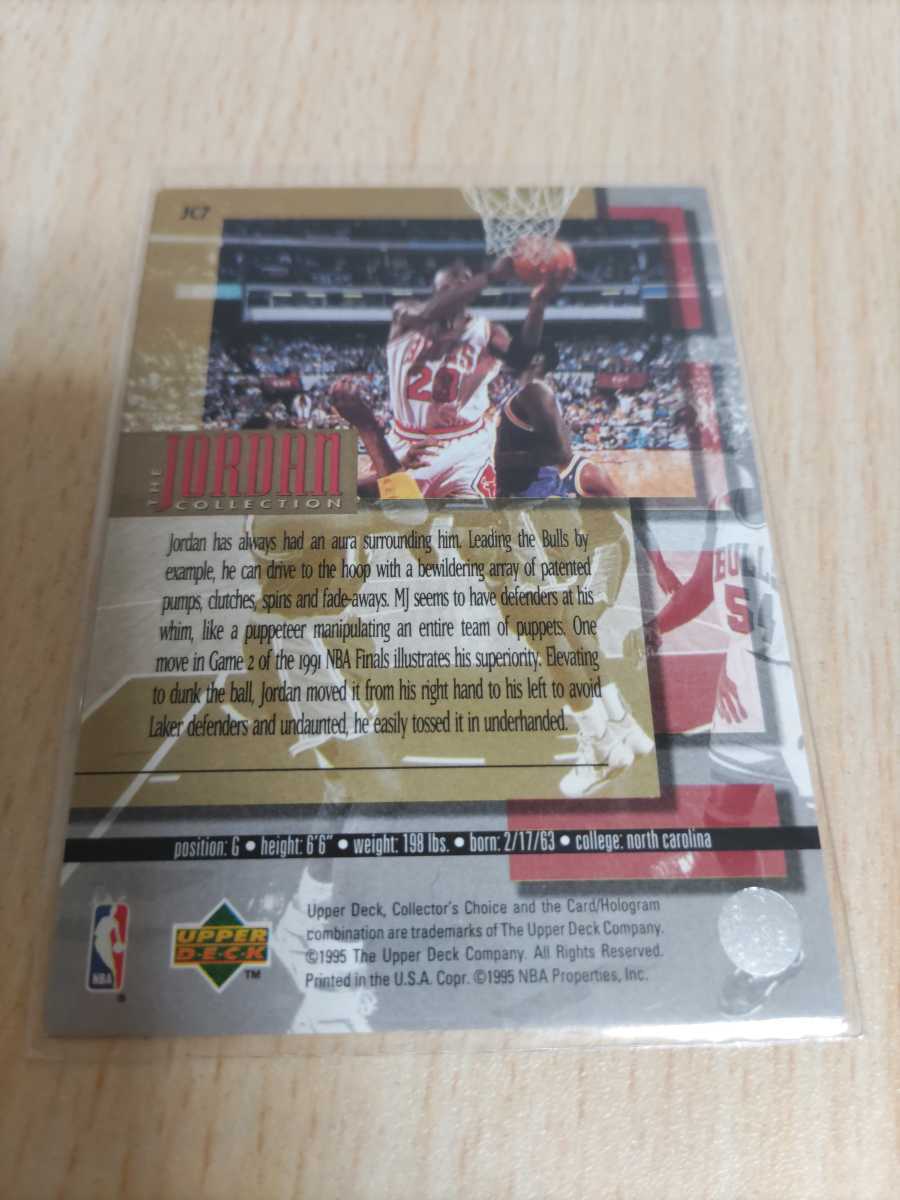 JC7
BULLS
23
THE
JORDAN
COLLECTION
BULLS
54
Jordan has always had an aura surrounding him. Leading the Bulls by
example, he can drive to the hoop with a bewildering array of patented
pumps, clutches, spins and fade-aways. MJ seems to have defenders at his
whim, like a puppeteer manipulating an entire team of puppets. One
move in Game 2 of the 1991 NBA Finals illustrates his superiority. Elevating
to dunk the ball, Jordan moved it from his right hand to his left to avoid
Laker defenders and undaunted, he easily tossed it in underhanded.
position: G • height: 6'6" • weight: 198 lbs. • born: 2/17/63 • college: north carolina
NBA
®
UPPER
D·E·C·K
™
Upper Deck, Collector's Choice and the Card/Hologram
combination are trademarks of The Upper Deck Company.
©1995 The Upper Deck Company. All Rights Reserved.
Printed in the U.S.A. Copr. ©1995 NBA Properties, Inc.